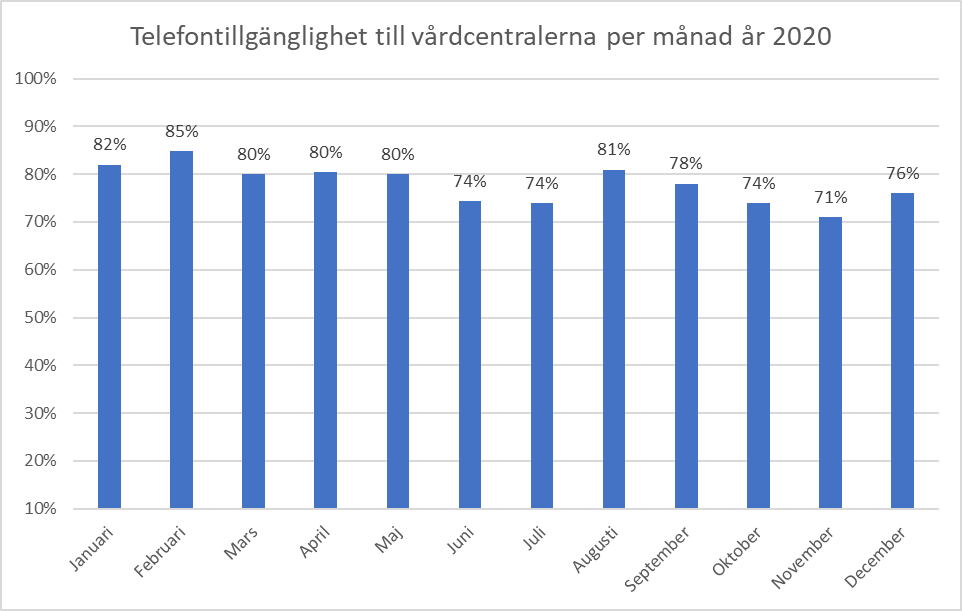 Telefontillgänglighet till vårdcentralerna per månad år 2020
100%
90%
80%
70%
60%
50%
40%
30%
20%
10%
82%
85%
80%
80%
80%
74%
74%
81%
78%
74%
71%
76%
Januari
Februari
Mars
April
Maj
Juni
Juli
Augusti
September
Oktober
November
December